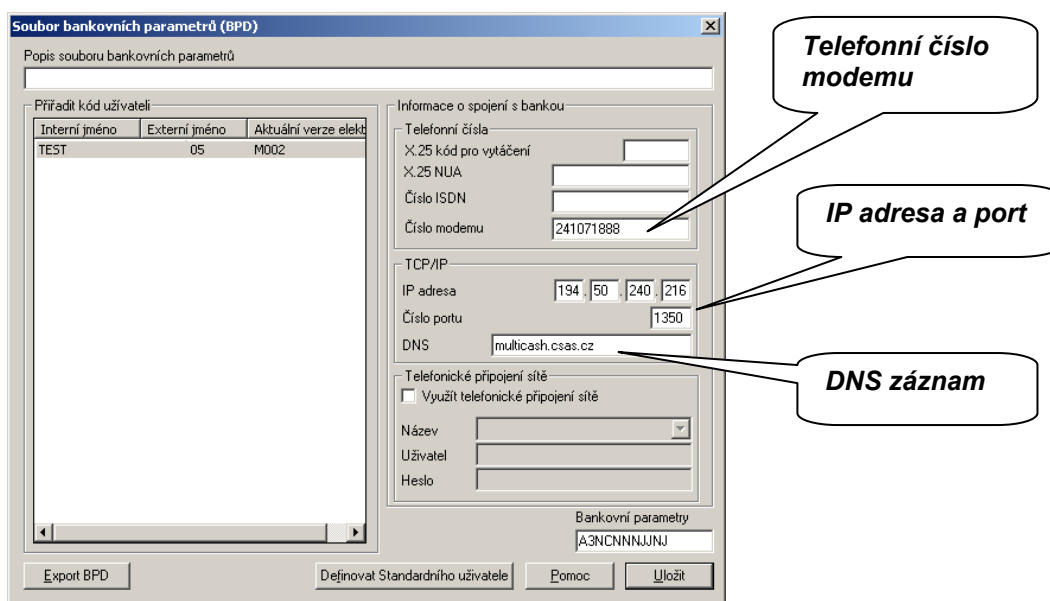 Soubor bankovních parametrů (BPD)
Popis souboru bankovních parametrů
Přiřadit kód uživateli
Interní jméno Externí jméno Aktuální verze elekt
TEST 05 M002
Informace o spojení s bankou
Telefonní čísla
X.25 kód pro vytáčení
X.25 NUA
Číslo ISDN
Číslo modemu 241071888
TCP/IP
IP adresa 194 . 50 . 240 . 216
Číslo portu 1350
DNS multicash.csas.cz
Telefonické připojení sítě
Využít telefonické připojení sítě
Název
Uživatel
Heslo
Bankovní parametry
A3NCNNNJJNJ
Export BPD Definovat Standardního uživatele Pomoc Uložit
Telefonní číslo
modemu
IP adresa a port
DNS záznam